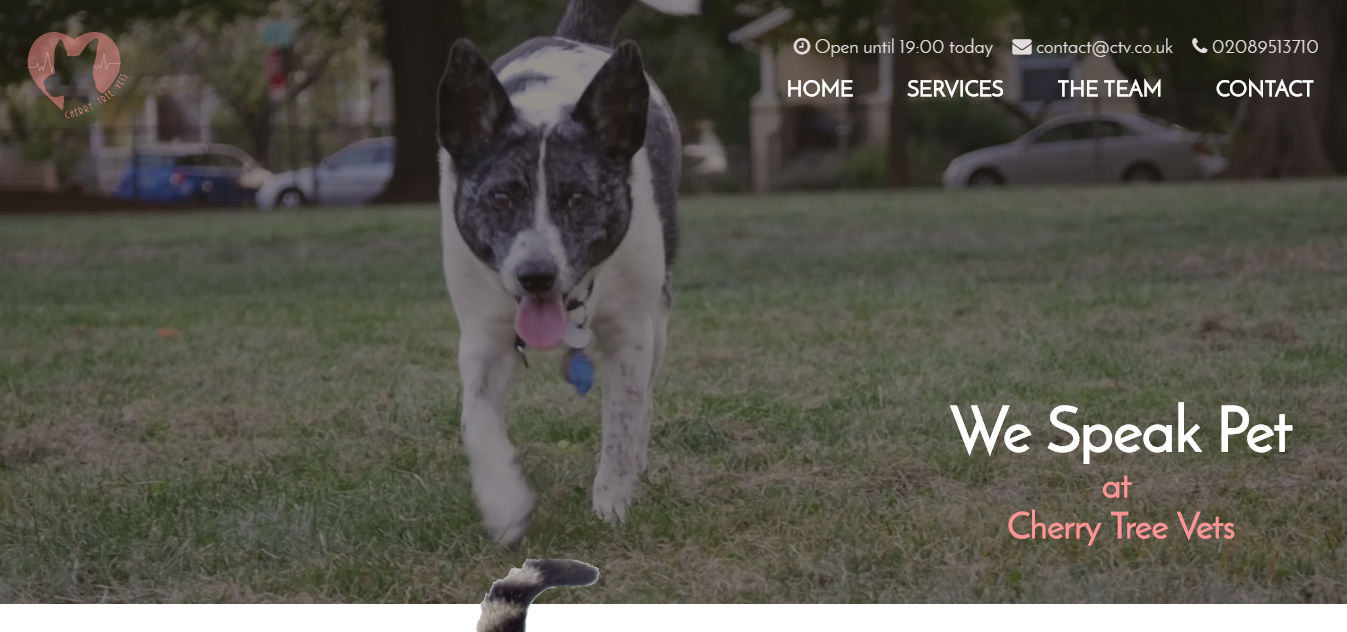 CHERRY TREE VETS
Open until 19:00 today contact@ctv.co.uk 02089513710
HOME SERVICES THE TEAM CONTACT
We Speak Pet
at
Cherry Tree Vets